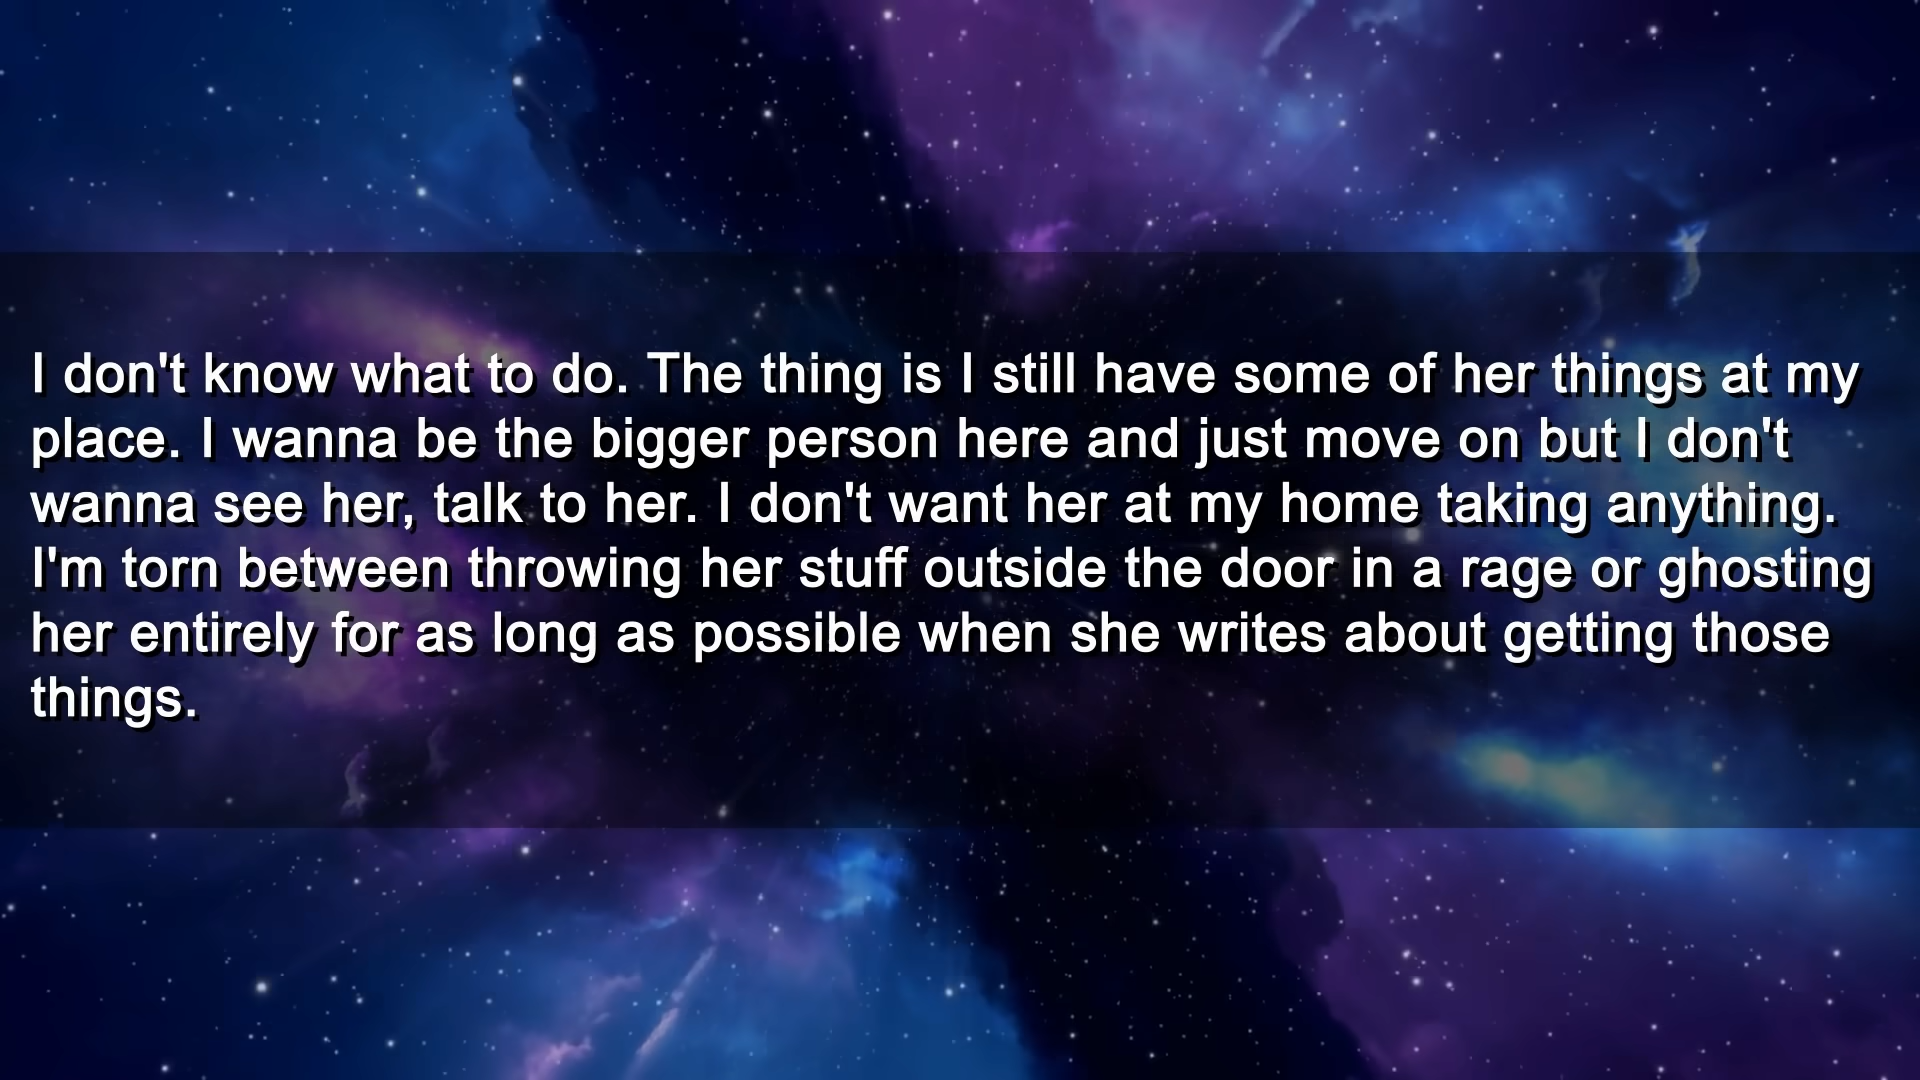 I don't know what to do. The thing is I still have some of her things at my
place. I wanna be the bigger person here and just move on but I don't
wanna see her, talk to her. I don't want her at my home taking anything.
I'm torn between throwing her stuff outside the door in a rage or ghosting
her entirely for as long as possible when she writes about getting those
things.